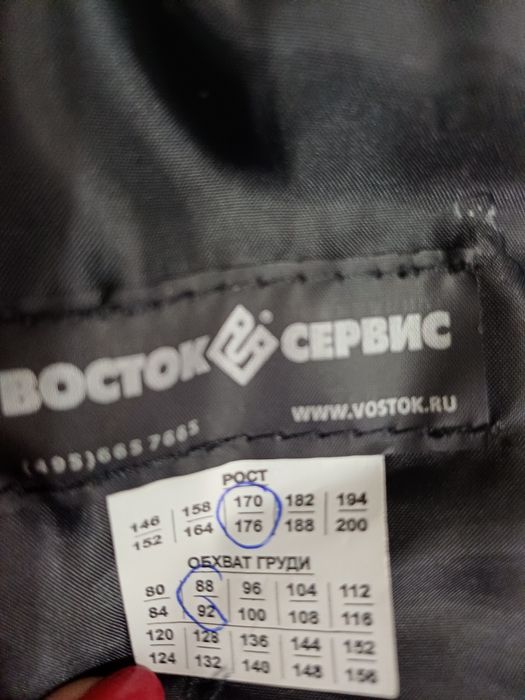 ВОСТОК СЕРВИС
www.vostok.ru
(495)6657665
РОСТ
146 158 170 182 194
152 164 176 188 200
ОБХВАТ ГРУДИ
80 88 96 104 112
84 92 100 108 116
120 128 136 144 152
124 132 140 148 156